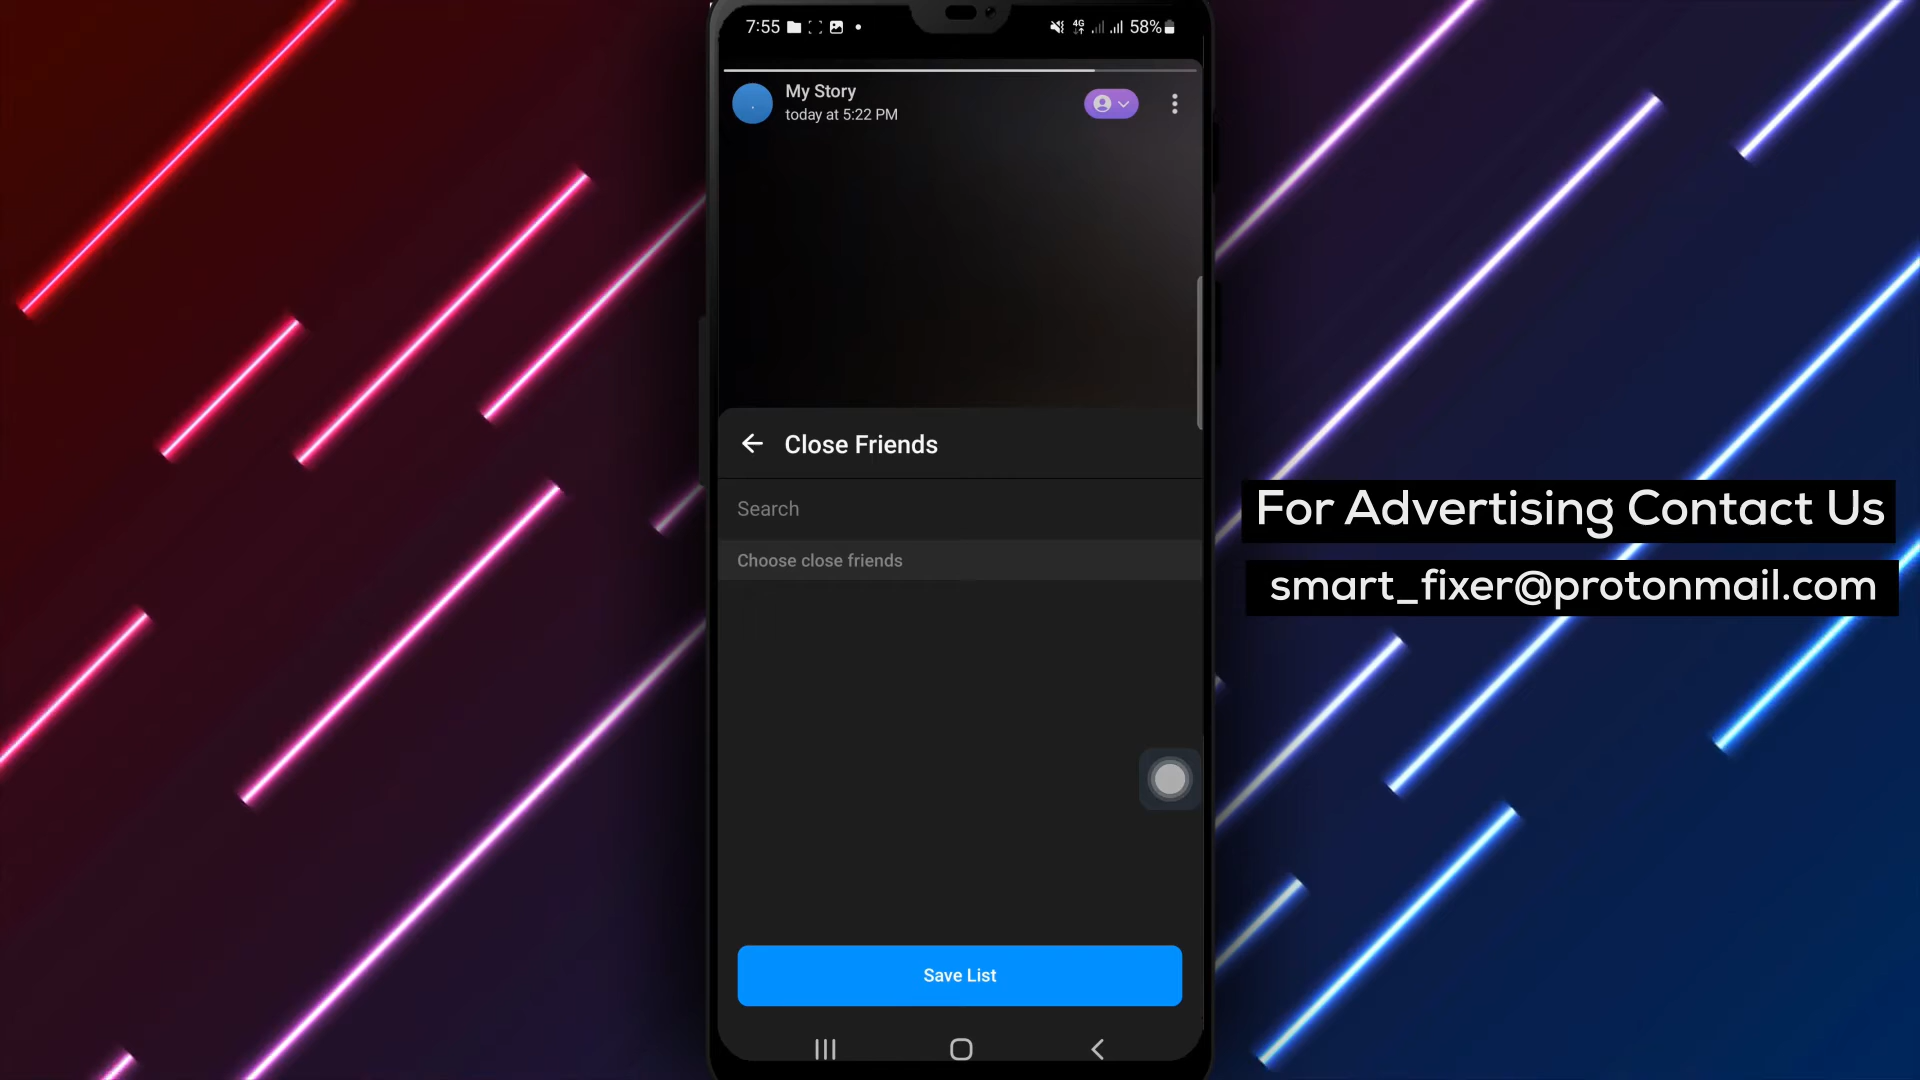 7:55
4G
58%
My Story
today at 5:22 PM
Close Friends
Search
Choose close friends
Save List
For Advertising Contact Us
smart_fixer@protonmail.com